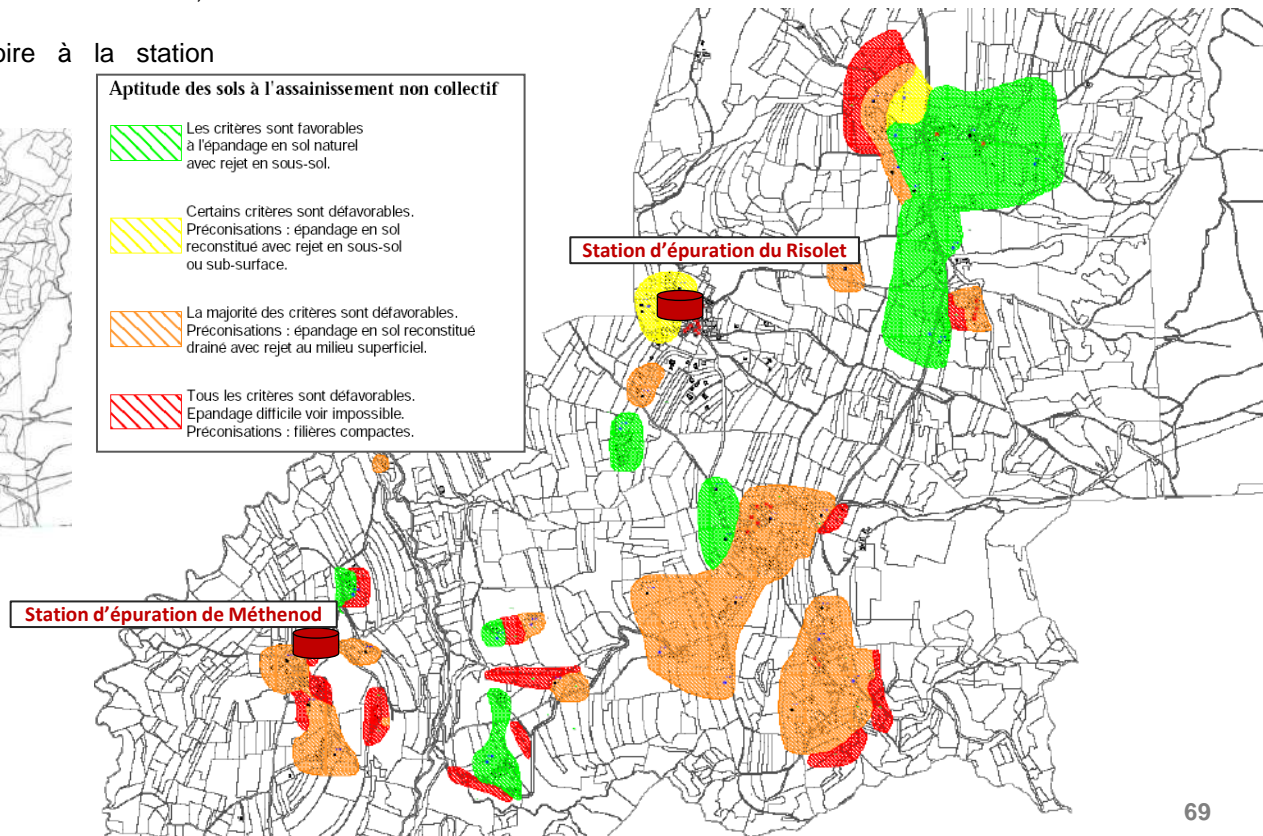 oire à la station
Aptitude des sols à l'assainissement non collectif
Les critères sont favorables
à l'épandage en sol naturel
avec rejet en sous-sol.
Certains critères sont défavorables.
Préconisations : épandage en sol
reconstitué avec rejet en sous-sol
ou sub-surface.
La majorité des critères sont défavorables.
Préconisations : épandage en sol reconstitué
drainé avec rejet au milieu superficiel.
Tous les critères sont défavorables.
Epandage difficile voir impossible.
Préconisations : filières compactes.
Station d'épuration du Risolet
Station d'épuration de Méthenod
69